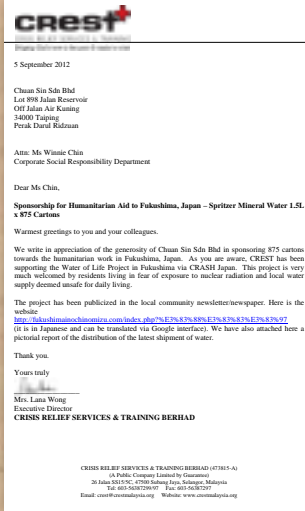 crest
CRISIS RELIEF SERVICES & TRAINING
5 September 2012
Chuan Sin Sdn Bhd
Lot 898 Jalan Reservoir
Off Jalan Air Kuning
34000 Taiping
Perak Darul Ridzuan
Attn: Ms Winnie Chin
Corporate Social Responsibility Department
Dear Ms Chin,
Sponsorship for Humanitarian Aid to Fukushima, Japan – Spritzer Mineral Water 1.5L
x 875 Cartons
Warmest greetings to you and your colleagues.
We write in appreciation of the generosity of Chuan Sin Sdn Bhd in sponsoring 875 cartons
towards the humanitarian work in Fukushima, Japan. As you are aware, CREST has been
supporting the Water of Life Project in Fukushima via CRASH Japan. This project is very
much welcomed by residents living in fear of exposure to nuclear radiation and local water
supply deemed unsafe for daily living.
The project has been publicized in the local community newsletter/newspaper. Here is the
website
http://fukushimainochinomizu.com/index.php?%E3%83%88%E3%83%83%E3%83%97
(it is in Japanese and can be translated via Google interface). We have also attached here a
pictorial report of the distribution of the latest shipment of water.
Thank you.
Yours truly
Mrs. Lana Wong
Executive Director
CRISIS RELIEF SERVICES & TRAINING BERHAD
CRISIS RELIEF SERVICES & TRAINING BERHAD (473815-A)
(A Public Company Limited by Guarantee)
26 Jalan SS15/5C, 47500 Subang Jaya, Selangor, Malaysia
Tel: 603-56387299/97 Fax: 603-56387297
Email: crest@crestmalaysia.org Website: www.crestmalaysia.org